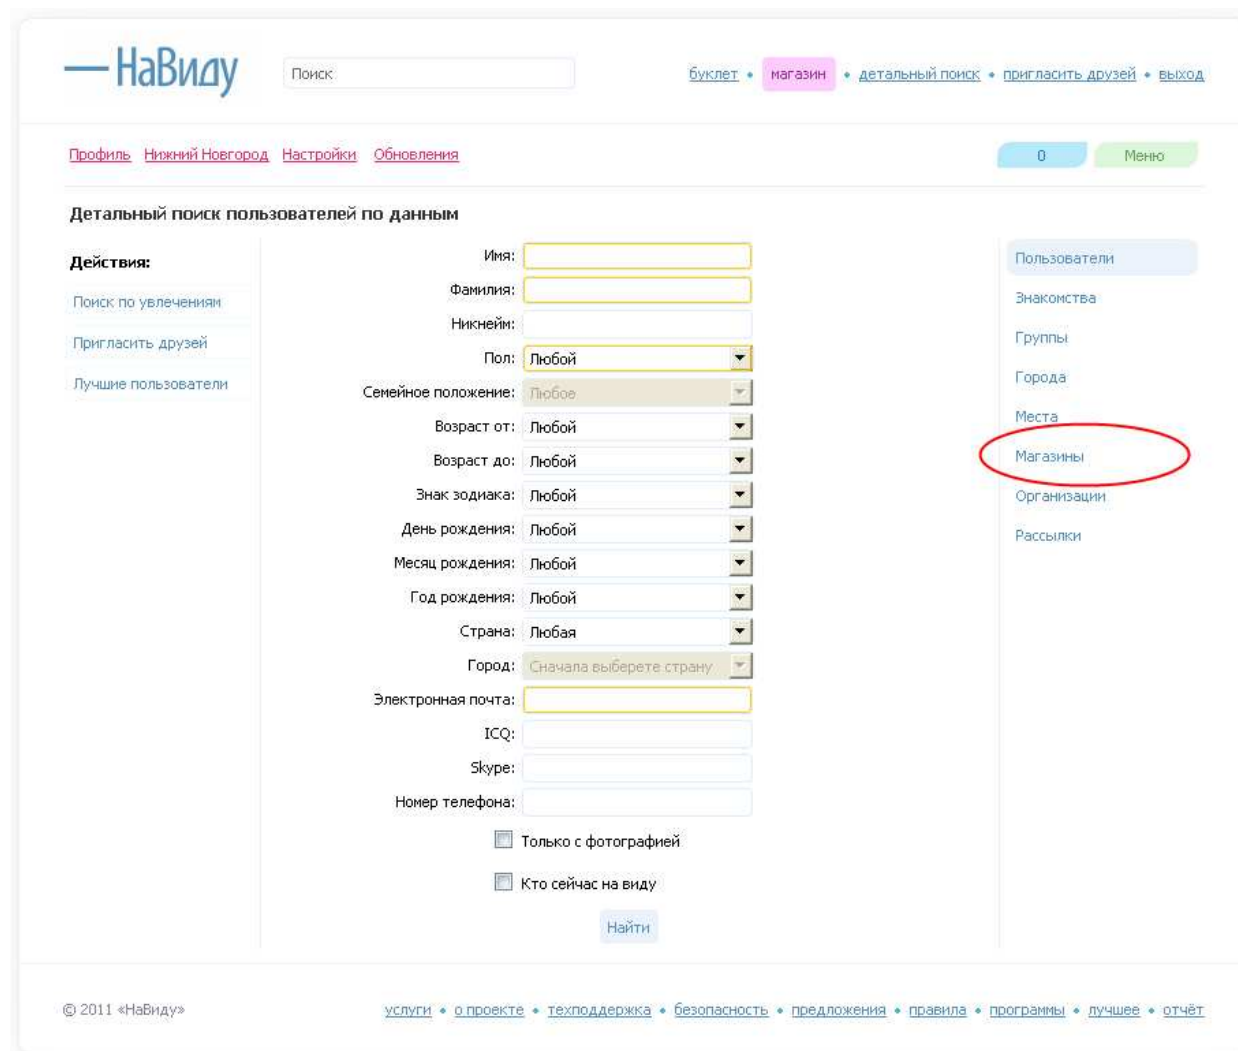 НаВиду
Поиск
буклет • магазин • детальный поиск • пригласить друзей • выход
Профиль Нижний Новгород Настройки Обновления
0 Меню
Детальный поиск пользователей по данным
Действия:
Поиск по увлечениям
Пригласить друзей
Лучшие пользователи
Имя:
Фамилия:
Никнейм:
Пол: Любой
Семейное положение: Любое
Возраст от: Любой
Возраст до: Любой
Знак зодиака: Любой
День рождения: Любой
Месяц рождения: Любой
Год рождения: Любой
Страна: Любая
Город: Сначала выберете страну
Электронная почта:
ICQ:
Skype:
Номер телефона:
Только с фотографией
Кто сейчас на виду
Найти
Пользователи
Знакомства
Группы
Города
Места
Магазины
Организации
Рассылки
© 2011 «НаВиду»
услуги • о проекте • техподдержка • безопасность • предложения • правила • программы • лучшее • отчёт